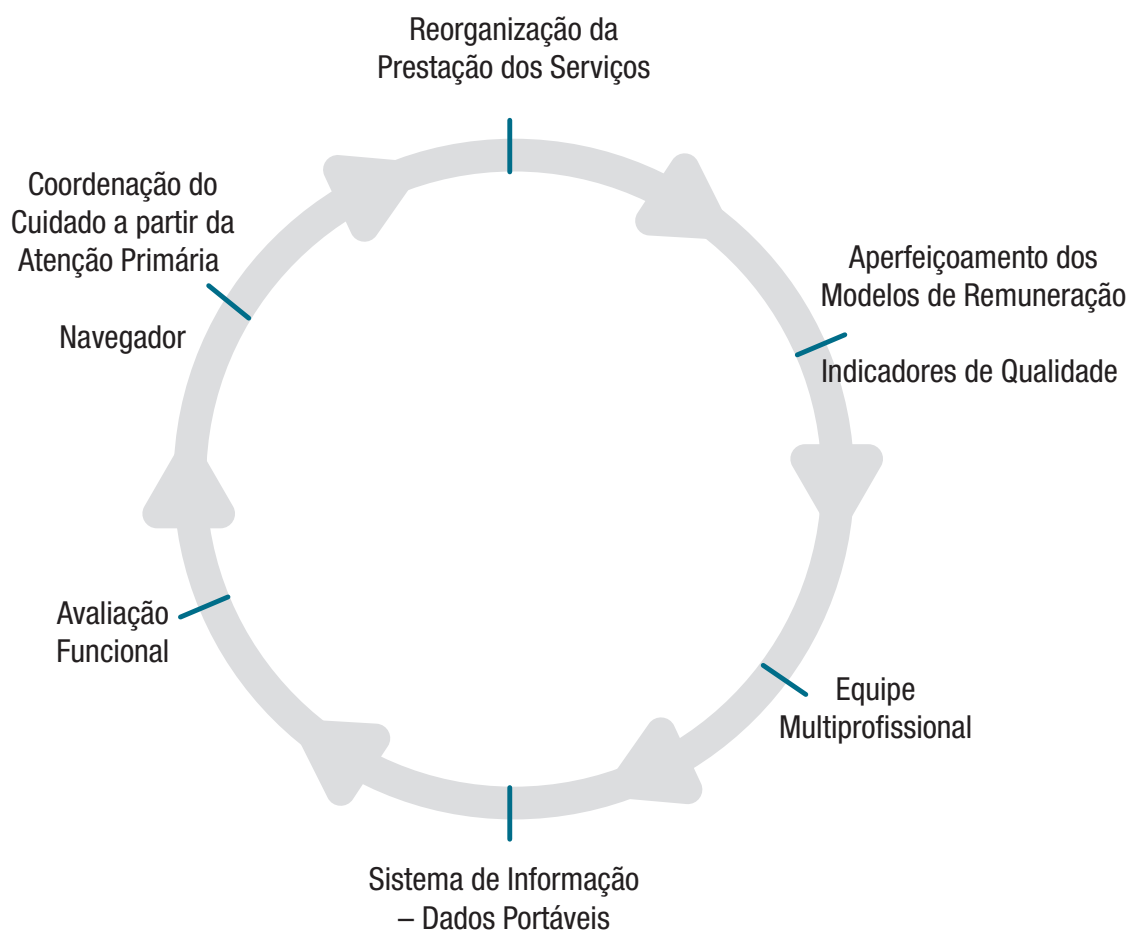 Reorganização da
Prestação dos Serviços
Aperfeiçoamento dos
Modelos de Remuneração
Indicadores de Qualidade
Equipe
Multiprofissional
Sistema de Informação
– Dados Portáveis
Avaliação
Funcional
Coordenação do
Cuidado a partir da
Atenção Primária
Navegador